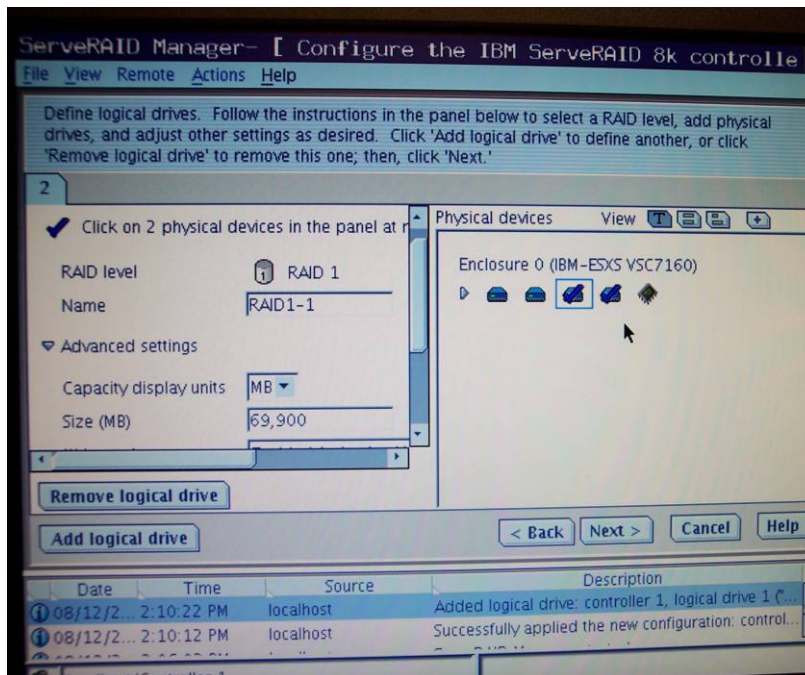 ServeRAID Manager- [ Configure the IBM ServeRAID 8k controlle
File View Remote Actions Help
Define logical drives. Follow the instructions in the panel below to select a RAID level, add physical
drives, and adjust other settings as desired. Click 'Add logical drive' to define another, or click
'Remove logical drive' to remove this one; then, click 'Next.'
2
Click on 2 physical devices in the panel at r
RAID level 1 RAID 1
Name RAID1-1
Advanced settings
Capacity display units MB
Size (MB) 69,900
Remove logical drive
Add logical drive
Physical devices View T
Enclosure 0 (IBM-ESXS VSC7160)
< Back Next > Cancel Help
Date Time Source Description
08/12/2... 2:10:22 PM localhost Added logical drive: controller 1, logical drive 1 ("...
08/12/2... 2:10:12 PM localhost Successfully applied the new configuration: control...